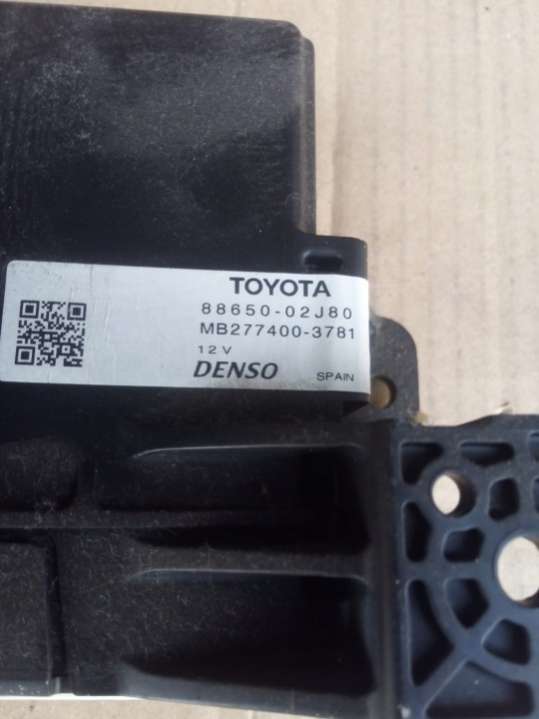 TOYOTA
88650-02J80
MB277400-3781
12V
DENSO SPAIN